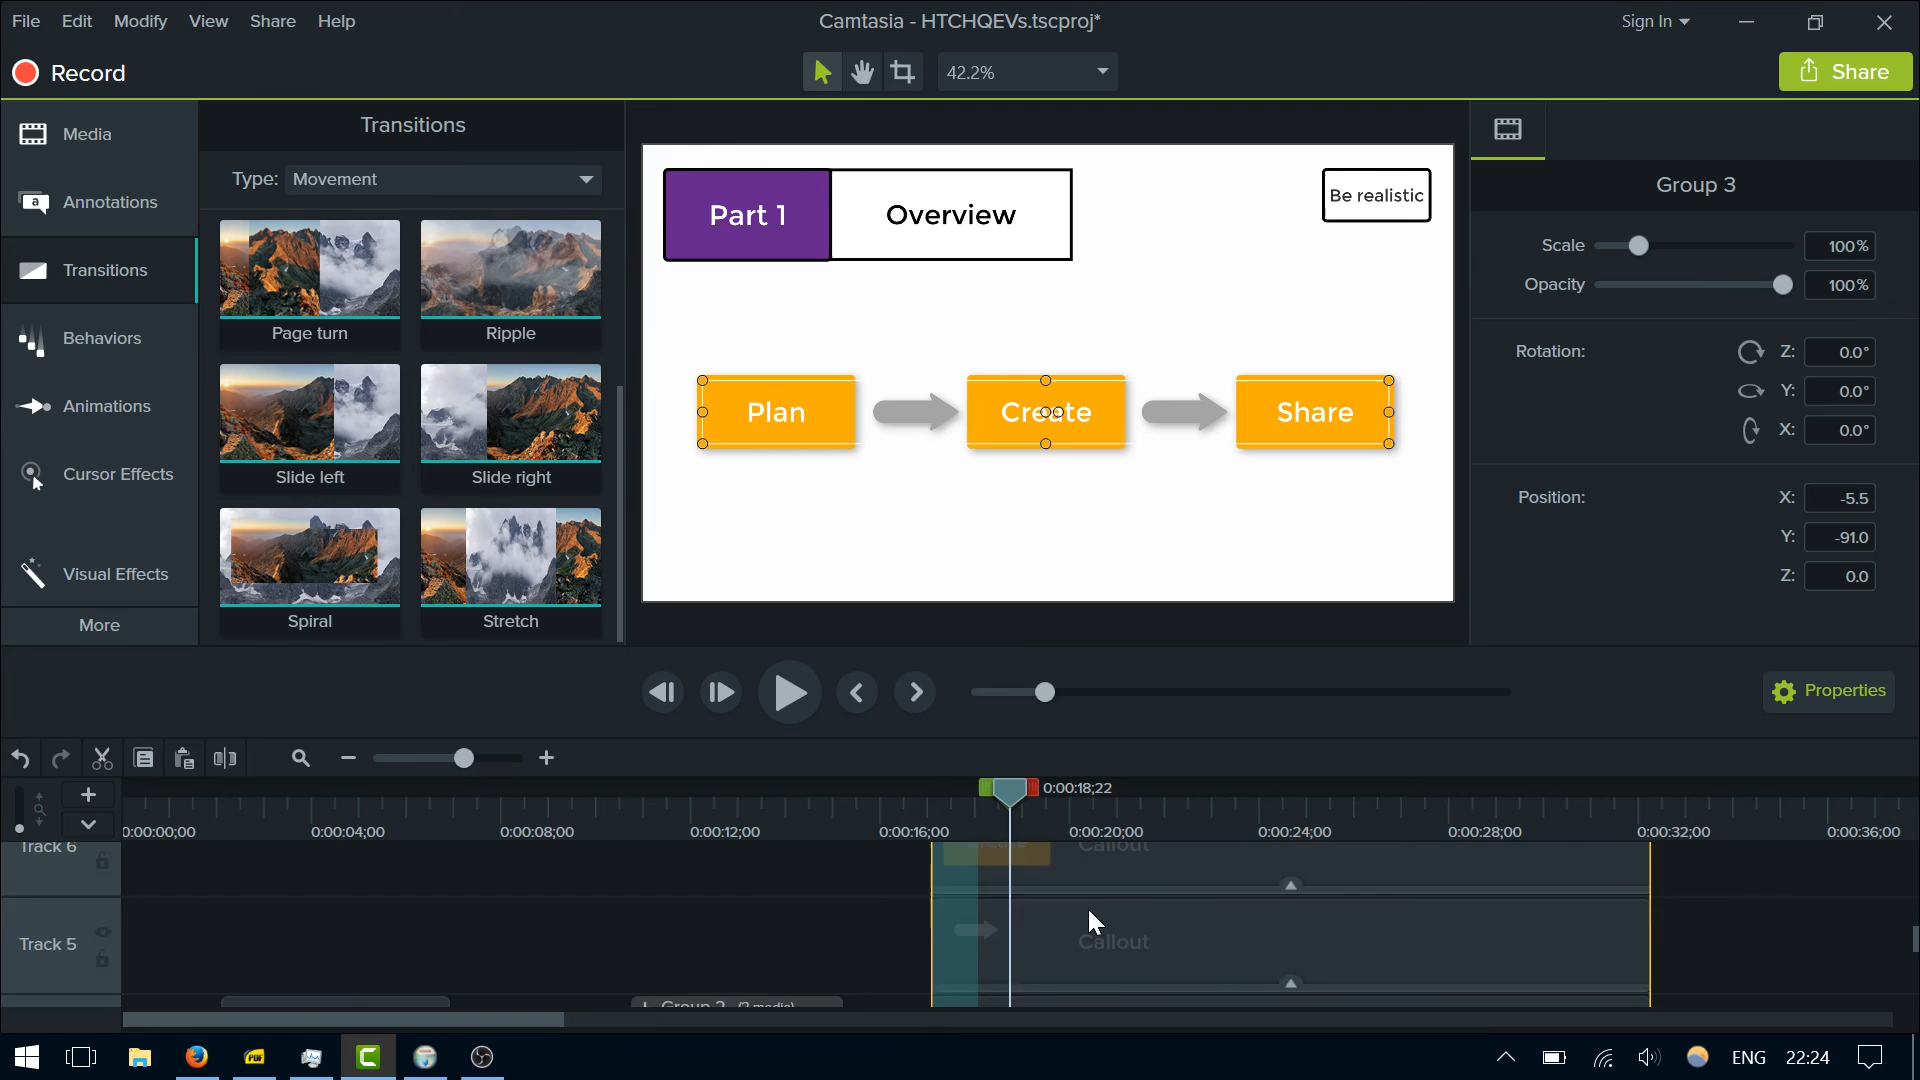 File Edit Modify View Share Help
Camtasia - HTCHQEVs.tscproj*
Sign In
Record
42.2%
Share
Media
Annotations
Transitions
Behaviors
Animations
Cursor Effects
Visual Effects
More
Transitions
Type: Movement
Page turn Ripple
Slide left Slide right
Spiral Stretch
Part 1 Overview
Be realistic
Plan Create Share
Group 3
Scale 100%
Opacity 100%
Rotation: Z: 0.0°
Y: 0.0°
X: 0.0°
Position: X: -5.5
Y: -91.0
Z: 0.0
Properties
0:00:18;22
0:00:00;00 0:00:04;00 0:00:08;00 0:00:12;00 0:00:16;00 0:00:20;00 0:00:24;00 0:00:28;00 0:00:32;00 0:00:36;00
Track 6
Create Callout
Track 5
Callout
Group 2 (2 media)
PDF
ENG 22:24